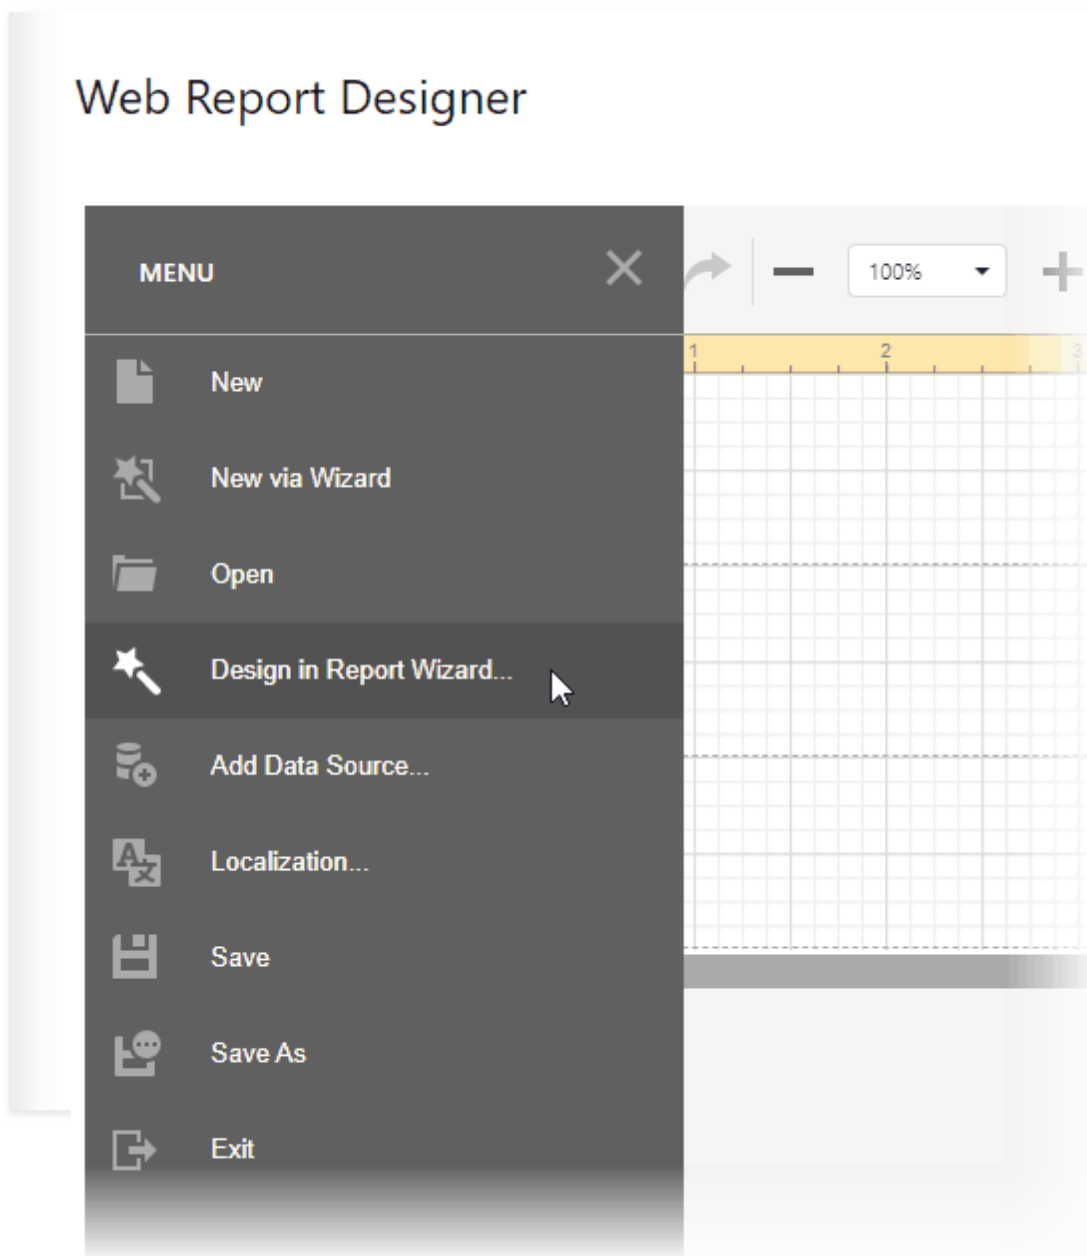 Web Report Designer
MENU
100%
1 2 3
New
New via Wizard
Open
Design in Report Wizard...
Add Data Source...
Localization...
Save
Save As
Exit